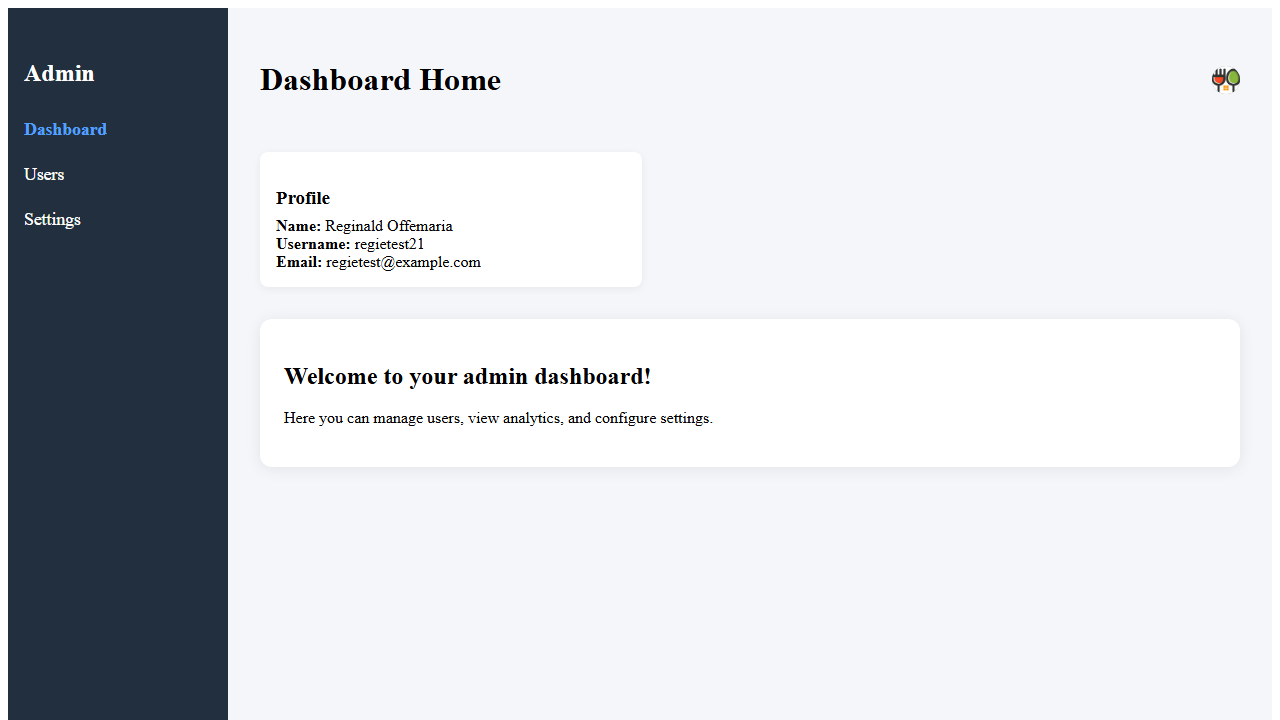 Admin
Dashboard
Users
Settings
Dashboard Home
Profile
Name: Reginald Offemaria
Username: regietest21
Email: regietest@example.com
Welcome to your admin dashboard!
Here you can manage users, view analytics, and configure settings.